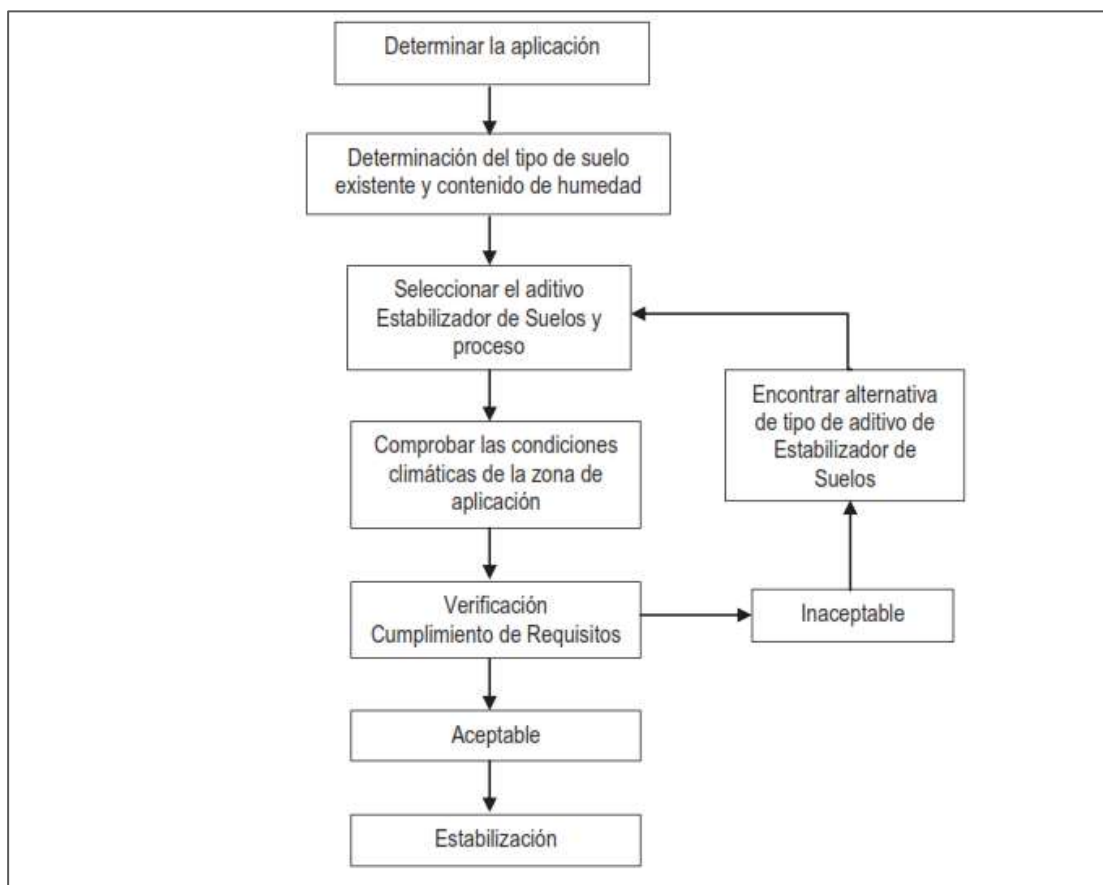 Determinar la aplicación
Determinación del tipo de suelo
existente y contenido de humedad
Seleccionar el aditivo
Estabilizador de Suelos y
proceso
Comprobar las condiciones
climáticas de la zona de
aplicación
Verificación
Cumplimiento de Requisitos
Aceptable
Estabilización
Inaceptable
Encontrar alternativa
de tipo de aditivo de
Estabilizador de
Suelos